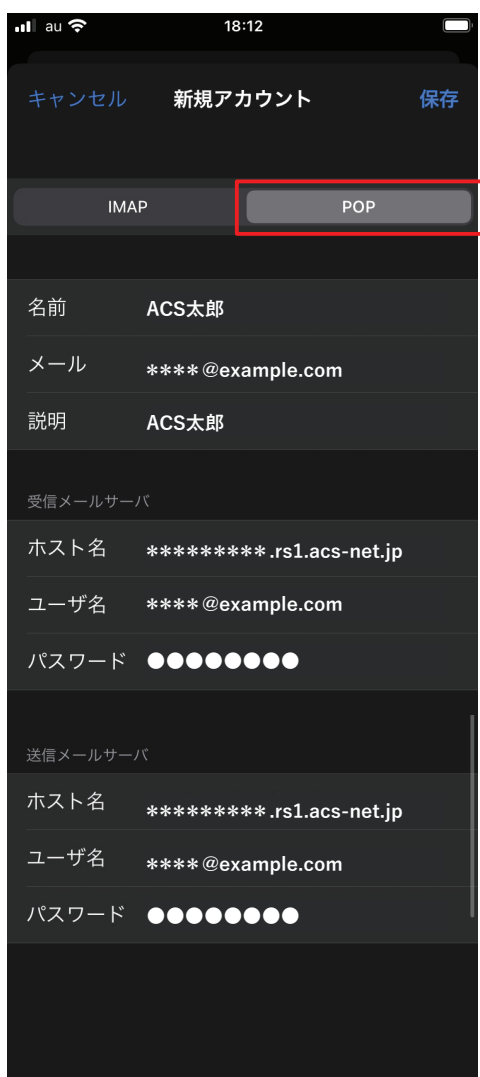 au 18:12
キャンセル 新規アカウント 保存
IMAP POP
名前 ACS太郎
メール ****@example.com
説明 ACS太郎
受信メールサーバ
ホスト名 *********.rs1.acs-net.jp
ユーザ名 ****@example.com
パスワード ●●●●●●●●
送信メールサーバ
ホスト名 *********.rs1.acs-net.jp
ユーザ名 ****@example.com
パスワード ●●●●●●●●